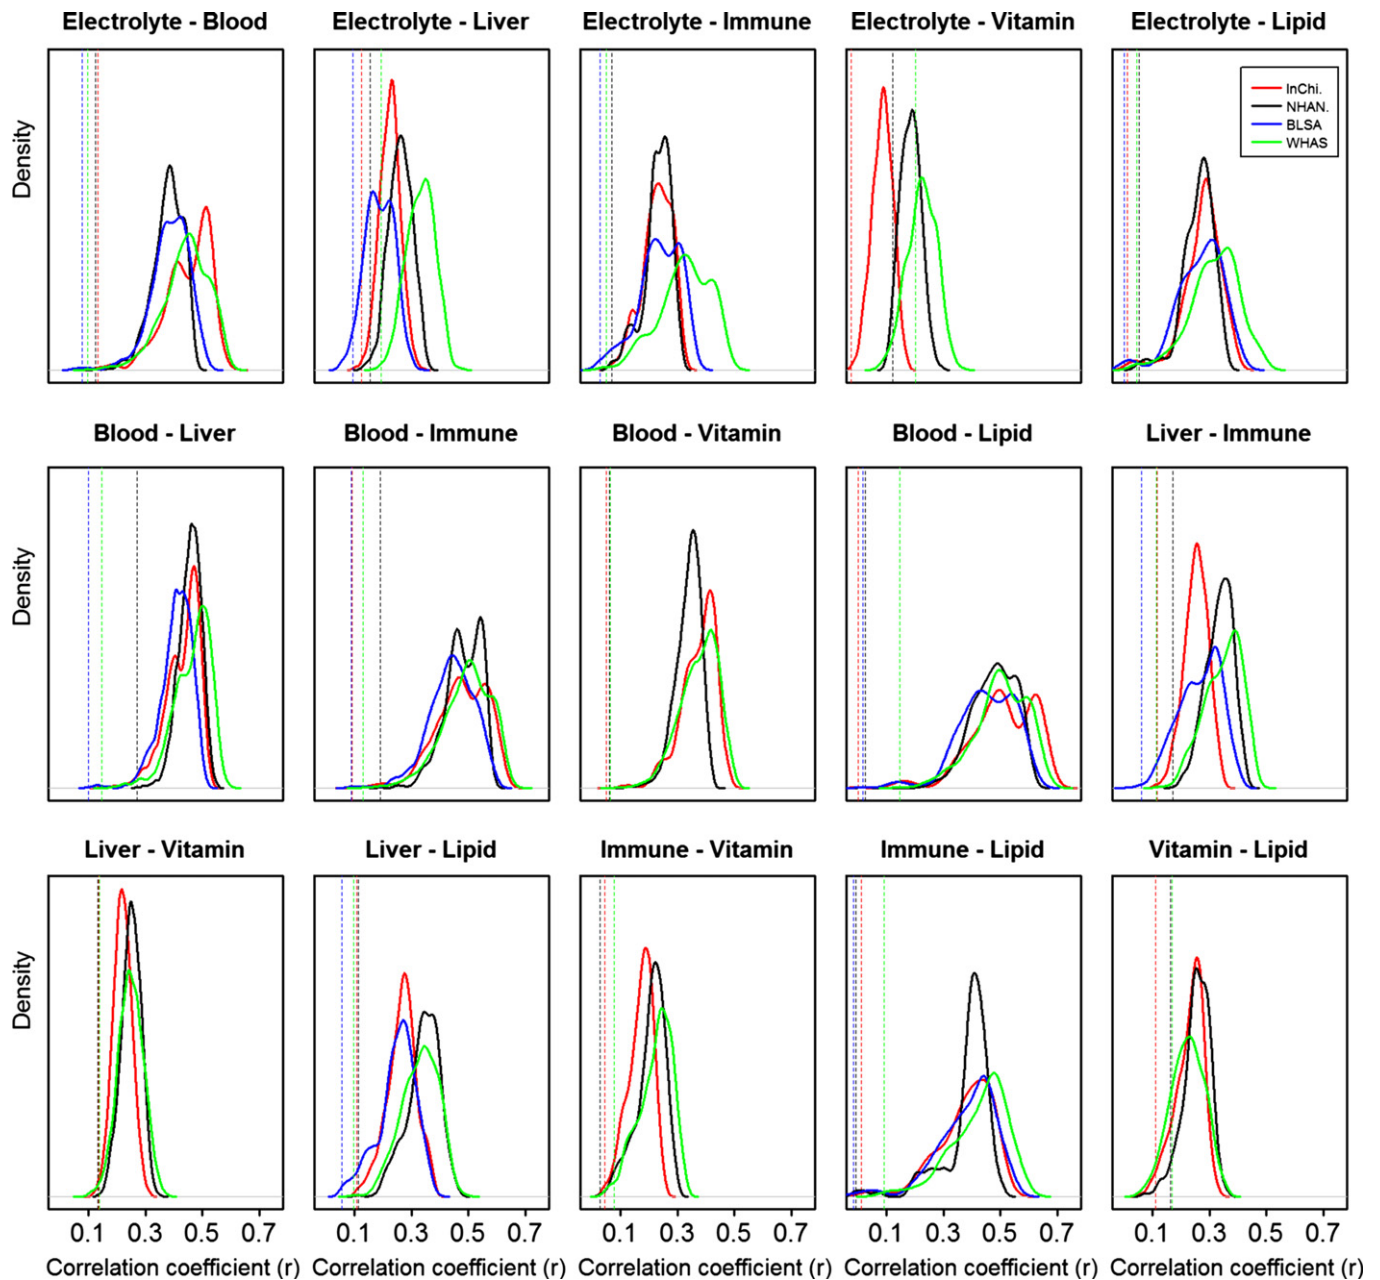 Electrolyte - Blood
Electrolyte - Liver
Electrolyte - Immune
Electrolyte - Vitamin
Electrolyte - Lipid
Density
InChi.
NHAN.
BLSA
WHAS
Blood - Liver
Blood - Immune
Blood - Vitamin
Blood - Lipid
Liver - Immune
Density
Liver - Vitamin
Liver - Lipid
Immune - Vitamin
Immune - Lipid
Vitamin - Lipid
Density
0.1 0.3 0.5 0.7
0.1 0.3 0.5 0.7
0.1 0.3 0.5 0.7
0.1 0.3 0.5 0.7
0.1 0.3 0.5 0.7
Correlation coefficient (r)
Correlation coefficient (r)
Correlation coefficient (r)
Correlation coefficient (r)
Correlation coefficient (r)